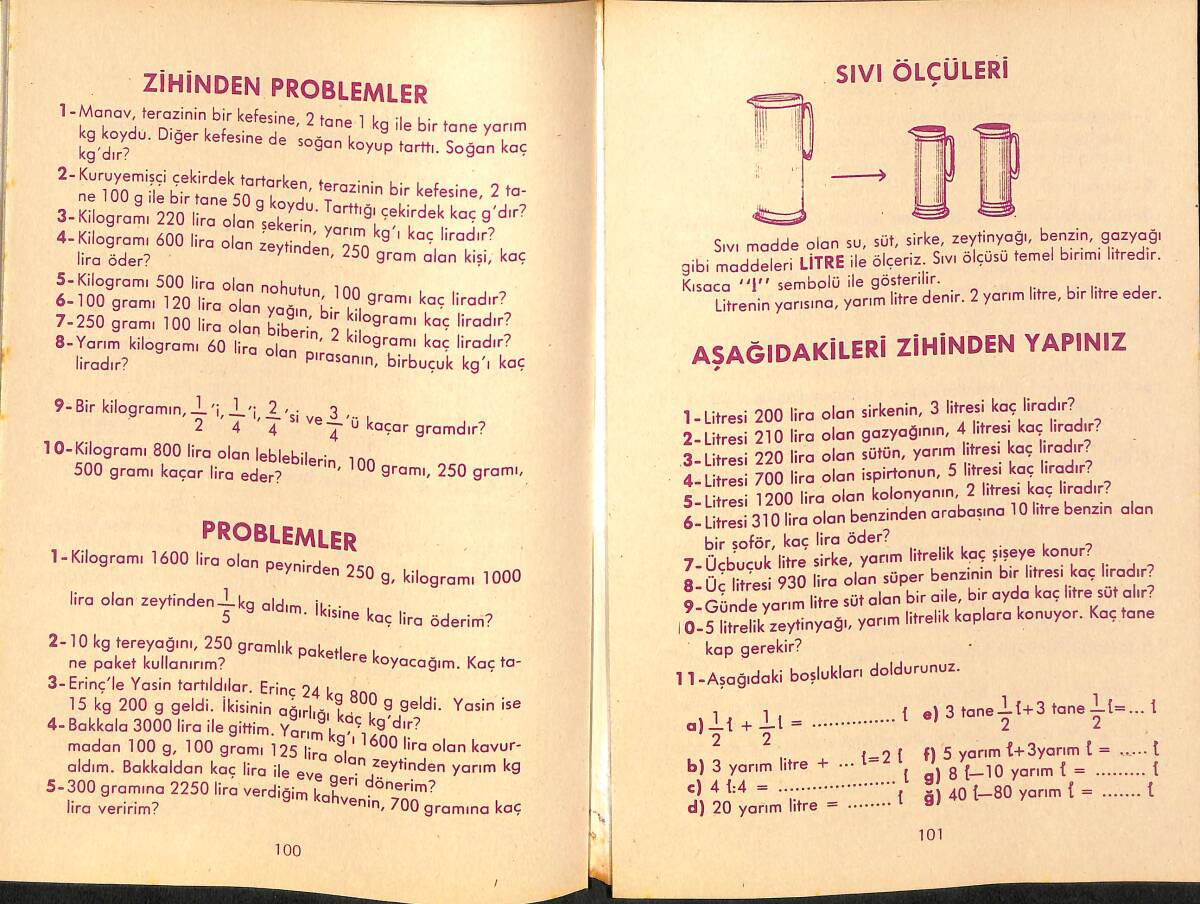 ZİHİNDEN PROBLEMLER
1-Manav, terazinin bir kefesine, 2 tane 1 kg ile bir tane yarım
kg koydu. Diğer kefesine de soğan koyup tarttı. Soğan kaç
kg'dır?
2-Kuruyemişçi çekirdek tartarken, terazinin bir kefesine, 2 ta-
ne 100 g ile bir tane 50 g koydu. Tarttığı çekirdek kaç g'dır?
3-Kilogramı 220 lira olan şekerin, yarım kg'ı kaç liradır?
4-Kilogramı 600 lira olan zeytinden, 250 gram alan kişi, kaç
lira öder?
5-Kilogramı 500 lira olan nohutun, 100 gramı kaç liradır?
6-100 gramı 120 lira olan yağın, bir kilogramı kaç liradır?
7-250 gramı 100 lira olan biberin, 2 kilogramı kaç liradır?
8-Yarım kilogramı 60 lira olan pırasanın, birbuçuk kg'ı kaç
liradır?
9-Bir kilogramın, 1/2 'i, 1/4 'i, 2/4 'si ve 3/4 'ü kaçar gramdır?
10-Kilogramı 800 lira olan leblebilerin, 100 gramı, 250 gramı,
500 gramı kaçar lira eder?
PROBLEMLER
1-Kilogramı 1600 lira olan peynirden 250 g, kilogramı 1000
lira olan zeytinden 1/5 kg aldım. İkisine kaç lira öderim?
2-10 kg tereyağını, 250 gramlık paketlere koyacağım. Kaç ta-
ne paket kullanırım?
3-Erinç'le Yasin tartıldılar. Erinç 24 kg 800 g geldi. Yasin ise
15 kg 200 g geldi. İkisinin ağırlığı kaç kg'dır?
4-Bakkala 3000 lira ile gittim. Yarım kg'ı 1600 lira olan kavur-
madan 100 g, 100 gramı 125 lira olan zeytinden yarım kg
aldım. Bakkaldan kaç lira ile eve geri dönerim?
5-300 gramına 2250 lira verdiğim kahvenin, 700 gramına kaç
lira veririm?
100
SIVI ÖLÇÜLERİ
Sıvı madde olan su, süt, sirke, zeytinyağı, benzin, gazyağı
gibi maddeleri LİTRE ile ölçeriz. Sıvı ölçüsü temel birimi litredir.
Kısaca "l" sembolü ile gösterilir.
Litrenin yarısına, yarım litre denir. 2 yarım litre, bir litre eder.
AŞAĞIDAKİLERİ ZİHİNDEN YAPINIZ
1-Litresi 200 lira olan sirkenin, 3 litresi kaç liradır?
2-Litresi 210 lira olan gazyağının, 4 litresi kaç liradır?
3-Litresi 220 lira olan sütün, yarım litresi kaç liradır?
4-Litresi 700 lira olan ispirtonun, 5 litresi kaç liradır?
5-Litresi 1200 lira olan kolonyanın, 2 litresi kaç liradır?
6-Litresi 310 lira olan benzinden arabasına 10 litre benzin alan
bir şoför, kaç lira öder?
7-Üçbuçuk litre sirke, yarım litrelik kaç şişeye konur?
8-Üç litresi 930 lira olan süper benzinin bir litresi kaç liradır?
9-Günde yarım litre süt alan bir aile, bir ayda kaç litre süt alır?
10-5 litrelik zeytinyağı, yarım litrelik kaplara konuyor. Kaç tane
kap gerekir?
11-Aşağıdaki boşlukları doldurunuz.
a) 1/2 l + 1/2 l = ............... l e) 3 tane 1/2 l+3 tane 1/2 l=... l
b) 3 yarım litre + ... l=2 l f) 5 yarım l+3yarım l = ..... l
c) 4 l:4 = ..................... l g) 8 l—10 yarım l = ......... l
d) 20 yarım litre = ........ l ğ) 40 l—80 yarım l = ....... l
101